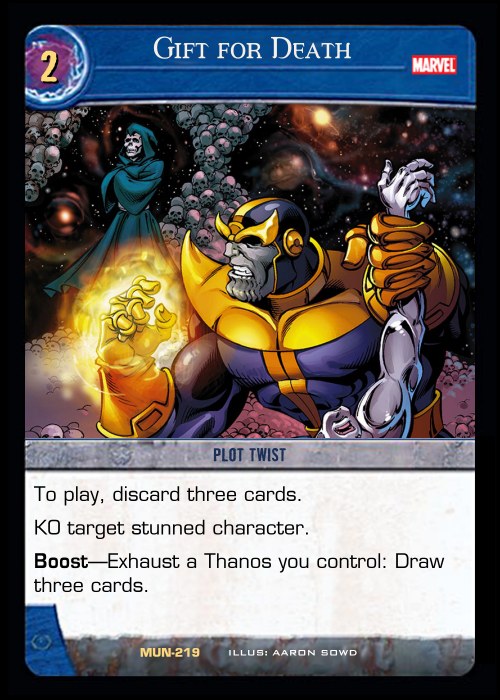 2
GIFT FOR DEATH
MARVEL
PLOT TWIST
To play, discard three cards.
KO target stunned character.
Boost—Exhaust a Thanos you control: Draw
three cards.
MUN-219 ILLUS: AARON SOWD